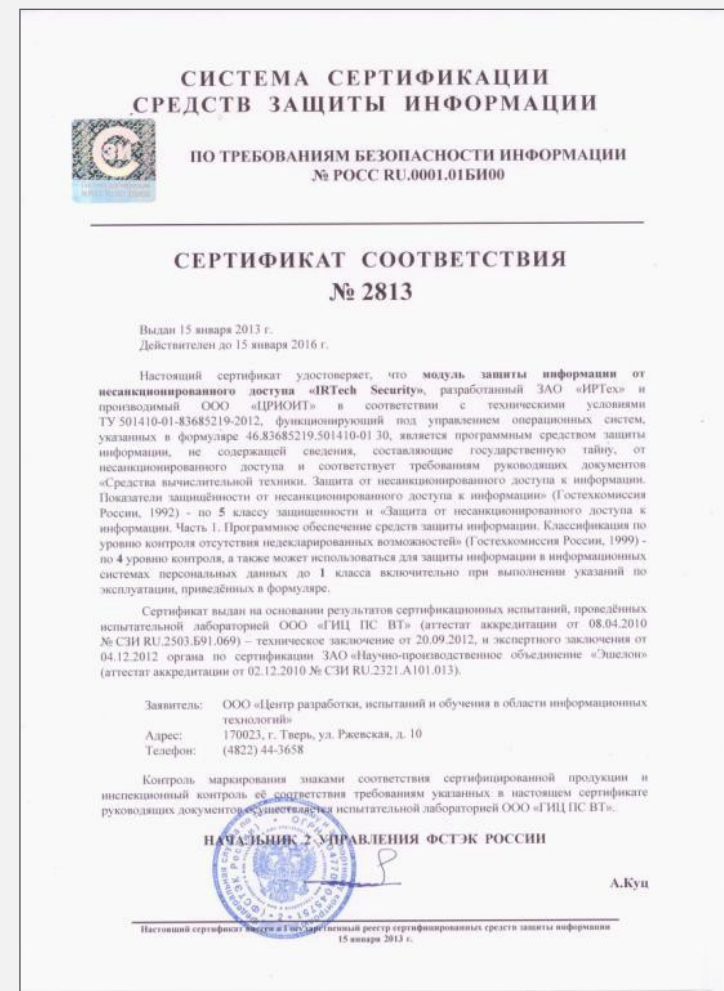 СИСТЕМА СЕРТИФИКАЦИИ
СРЕДСТВ ЗАЩИТЫ ИНФОРМАЦИИ
СЗИ
ПО ТРЕБОВАНИЯМ БЕЗОПАСНОСТИ ИНФОРМАЦИИ
№ РОСС RU.0001.01БИ00
СЕРТИФИКАТ СООТВЕТСТВИЯ
№ 2813
Выдан 15 января 2013 г.
Действителен до 15 января 2016 г.
Настоящий сертификат удостоверяет, что модуль защиты информации от
несанкционированного доступа «IRTech Security», разработанный ЗАО «ИРТех» и
производимый ООО «ЦРИОИТ» в соответствии с техническими условиями
ТУ 501410-01-83685219-2012, функционирующий под управлением операционных систем,
указанных в формуляре 46.83685219.501410-01 30, является программным средством защиты
информации, не содержащей сведения, составляющие государственную тайну, от
несанкционированного доступа и соответствует требованиям руководящих документов
«Средства вычислительной техники. Защита от несанкционированного доступа к информации.
Показатели защищённости от несанкционированного доступа к информации» (Гостехкомиссия
России, 1992) - по 5 классу защищенности и «Защита от несанкционированного доступа к
информации. Часть 1. Программное обеспечение средств защиты информации. Классификация по
уровню контроля отсутствия недекларированных возможностей» (Гостехкомиссия России, 1999) -
по 4 уровню контроля, а также может использоваться для защиты информации в информационных
системах персональных данных до 1 класса включительно при выполнении указаний по
эксплуатации, приведённых в формуляре.
Сертификат выдан на основании результатов сертификационных испытаний, проведённых
испытательной лабораторией ООО «ГИЦ ПС ВТ» (аттестат аккредитации от 08.04.2010
№ СЗИ RU.2503.Б91.069) – техническое заключение от 20.09.2012, и экспертного заключения от
04.12.2012 органа по сертификации ЗАО «Научно-производственное объединение «Эшелон»
(аттестат аккредитации от 02.12.2010 № СЗИ RU.2321.А101.013).
Заявитель: ООО «Центр разработки, испытаний и обучения в области информационных
технологий»
Адрес: 170023, г. Тверь, ул. Ржевская, д. 10
Телефон: (4822) 44-3658
Контроль маркирования знаками соответствия сертифицированной продукции и
инспекционный контроль её соответствия требованиям указанных в настоящем сертификате
руководящих документов осуществляется испытательной лабораторией ООО «ГИЦ ПС ВТ».
НАЧАЛЬНИК 2 УПРАВЛЕНИЯ ФСТЭК РОССИИ
А.Куц
Настоящий сертификат внесен в Государственный реестр сертифицированных средств защиты информации
15 января 2013 г.